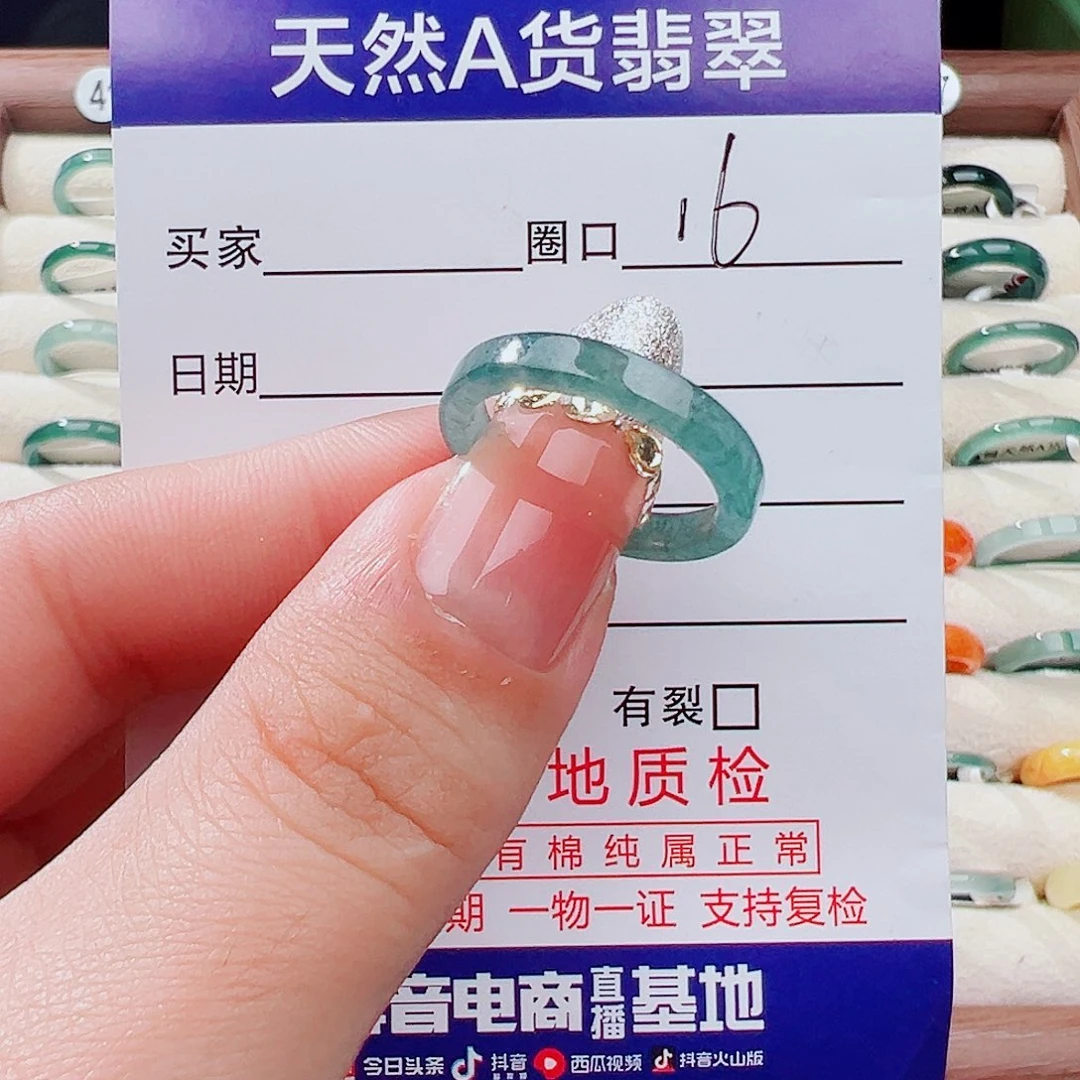 天然A货翡翠
买家 圈口 16
日期
有裂□
地质检
有棉纯属正常
期 一物一证 支持复检
音电商直播基地
今日头条 抖音 西瓜视频 抖音火山版